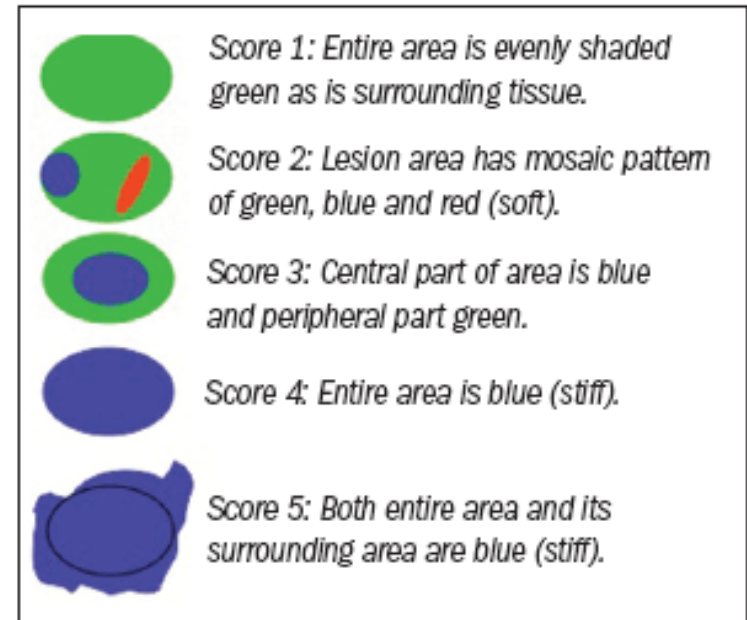 Score 1: Entire area is evenly shaded
green as is surrounding tissue.
Score 2: Lesion area has mosaic pattern
of green, blue and red (soft).
Score 3: Central part of area is blue
and peripheral part green.
Score 4: Entire area is blue (stiff).
Score 5: Both entire area and its
surrounding area are blue (stiff).